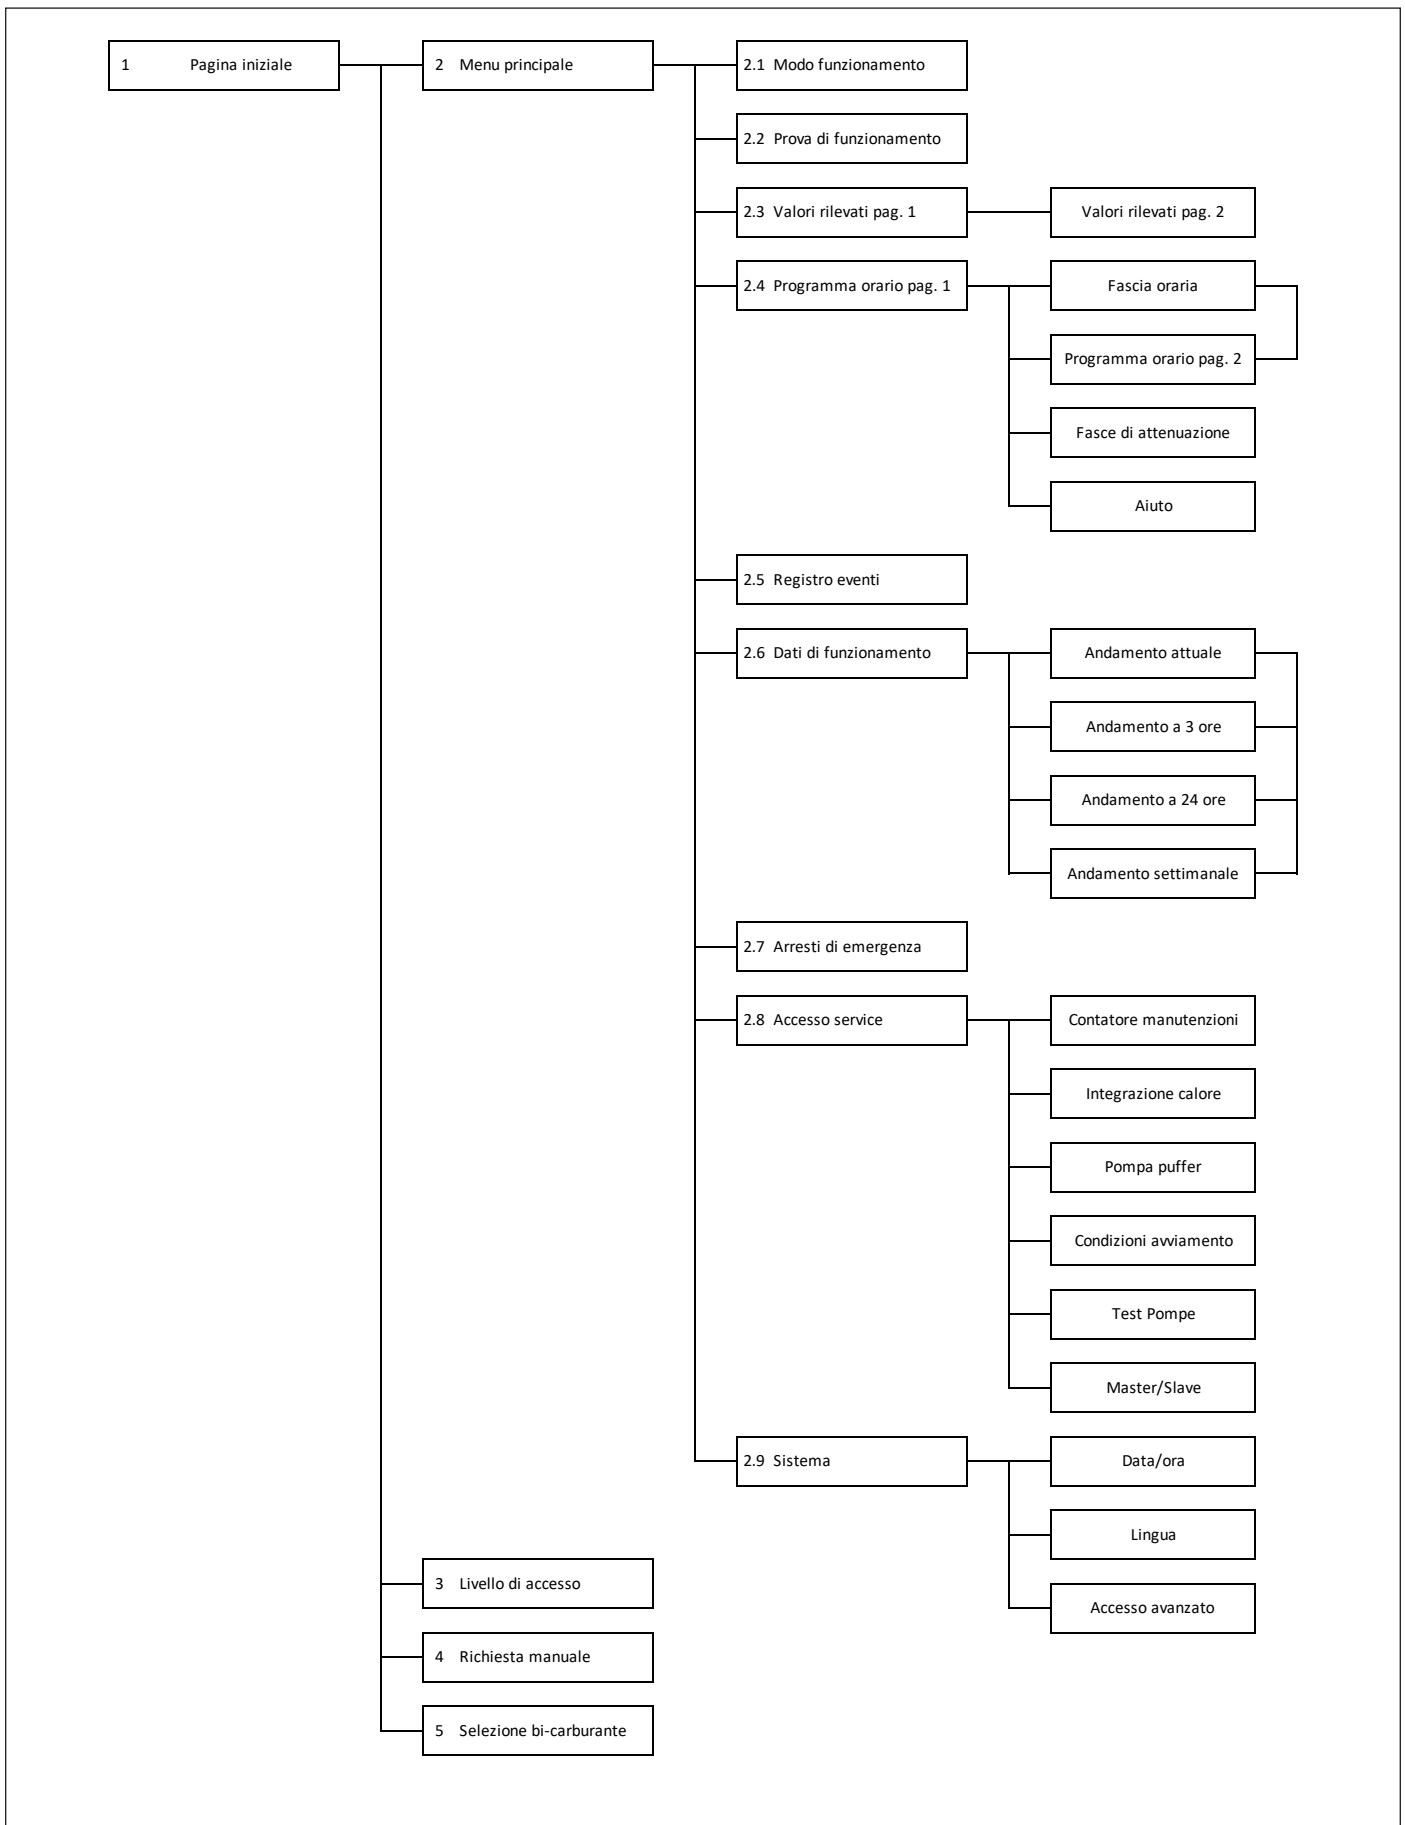 1 Pagina iniziale
2 Menu principale
2.1 Modo funzionamento
2.2 Prova di funzionamento
2.3 Valori rilevati pag. 1
Valori rilevati pag. 2
2.4 Programma orario pag. 1
Fascia oraria
Programma orario pag. 2
Fasce di attenuazione
Aiuto
2.5 Registro eventi
2.6 Dati di funzionamento
Andamento attuale
Andamento a 3 ore
Andamento a 24 ore
Andamento settimanale
2.7 Arresti di emergenza
2.8 Accesso service
Contatore manutenzioni
Integrazione calore
Pompa puffer
Condizioni avviamento
Test Pompe
Master/Slave
2.9 Sistema
Data/ora
Lingua
Accesso avanzato
3 Livello di accesso
4 Richiesta manuale
5 Selezione bi-carburante